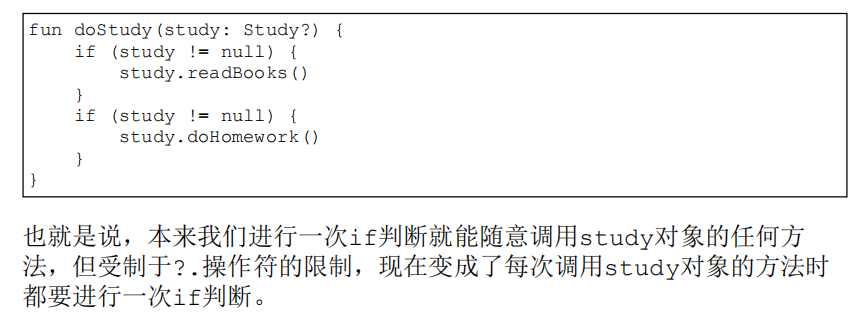 fun doStudy(study: Study?) {
    if (study != null) {
        study.readBooks()
    }
    if (study != null) {
        study.doHomework()
    }
}
也就是说，本来我们进行一次if判断就能随意调用study对象的任何方
法，但受制于?.操作符的限制，现在变成了每次调用study对象的方法时
都要进行一次if判断。